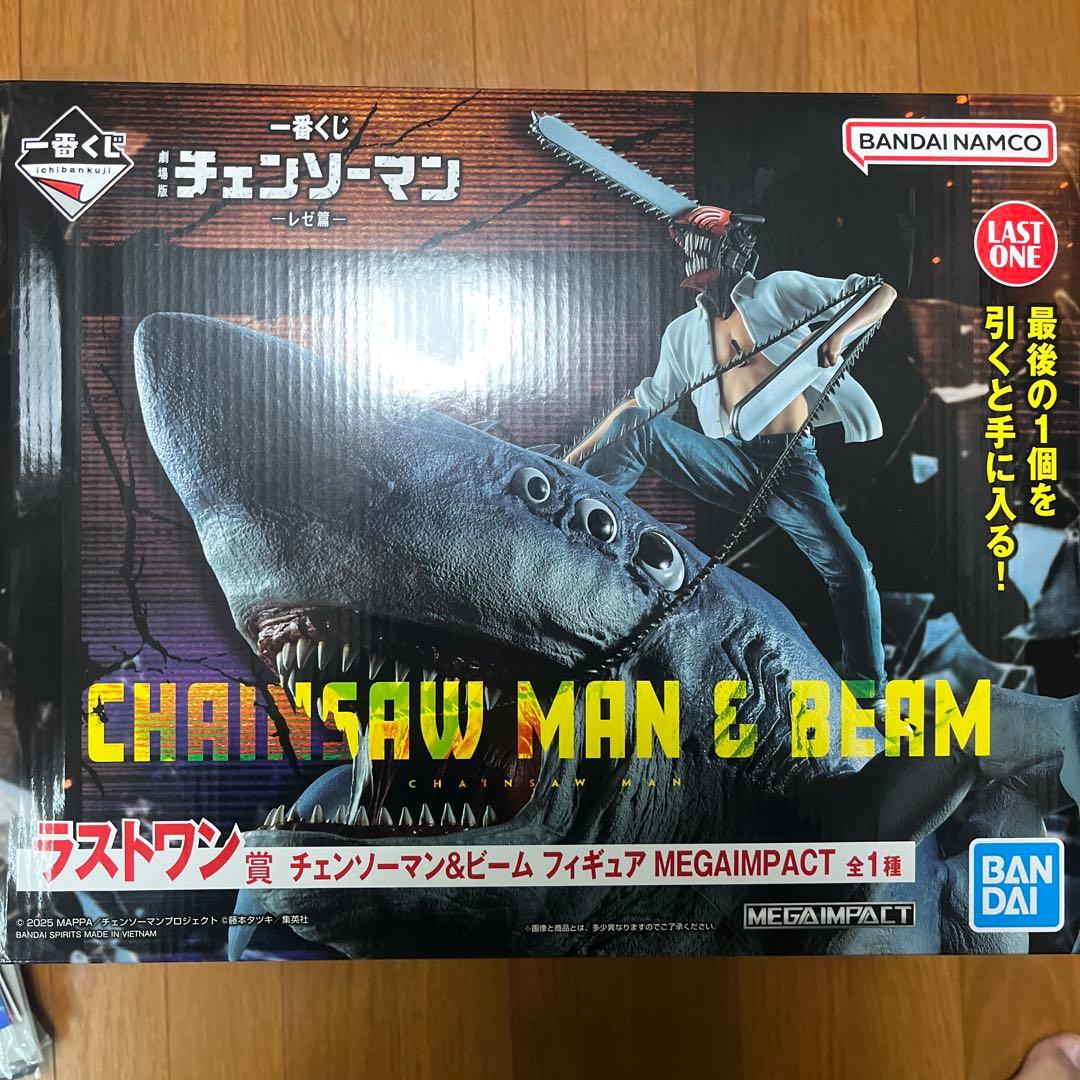 一番くじ
ichibankuji
一番くじ
劇場版
チェンソーマン
―レゼ篇―
BANDAI NAMCO
LAST
ONE
最後の1個を
引くと手に入る！
CHAINSAW MAN & BEAM
CHAINSAW MAN
ラストワン賞 チェンソーマン&ビーム フィギュア MEGAIMPACT 全1種
© 2025 MAPPA／チェンソーマンプロジェクト ©藤本タツキ／集英社
BANDAI SPIRITS MADE IN VIETNAM
※画像と商品とは、多少異なりますのでご了承ください。
MEGAIMPACT
BAN
DAI